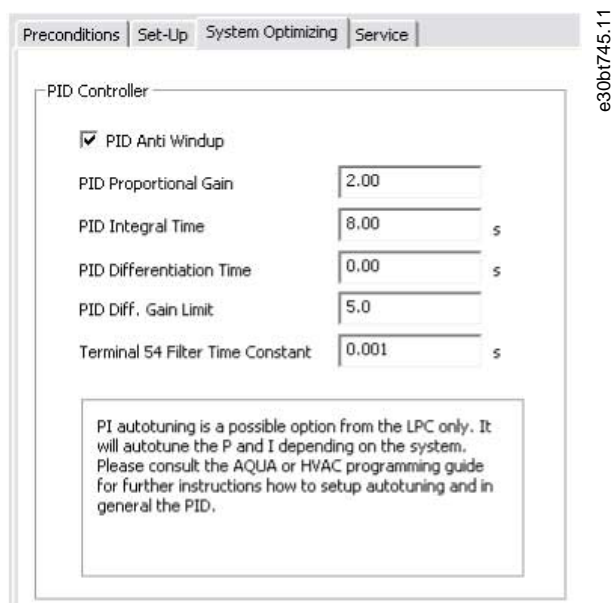 Preconditions Set-Up System Optimizing Service
e30bt745.11
PID Controller
PID Anti Windup
PID Proportional Gain 2.00
PID Integral Time 8.00 s
PID Differentiation Time 0.00 s
PID Diff. Gain Limit 5.0
Terminal 54 Filter Time Constant 0.001 s
PI autotuning is a possible option from the LPC only. It
will autotune the P and I depending on the system.
Please consult the AQUA or HVAC programming guide
for further instructions how to setup autotuning and in
general the PID.